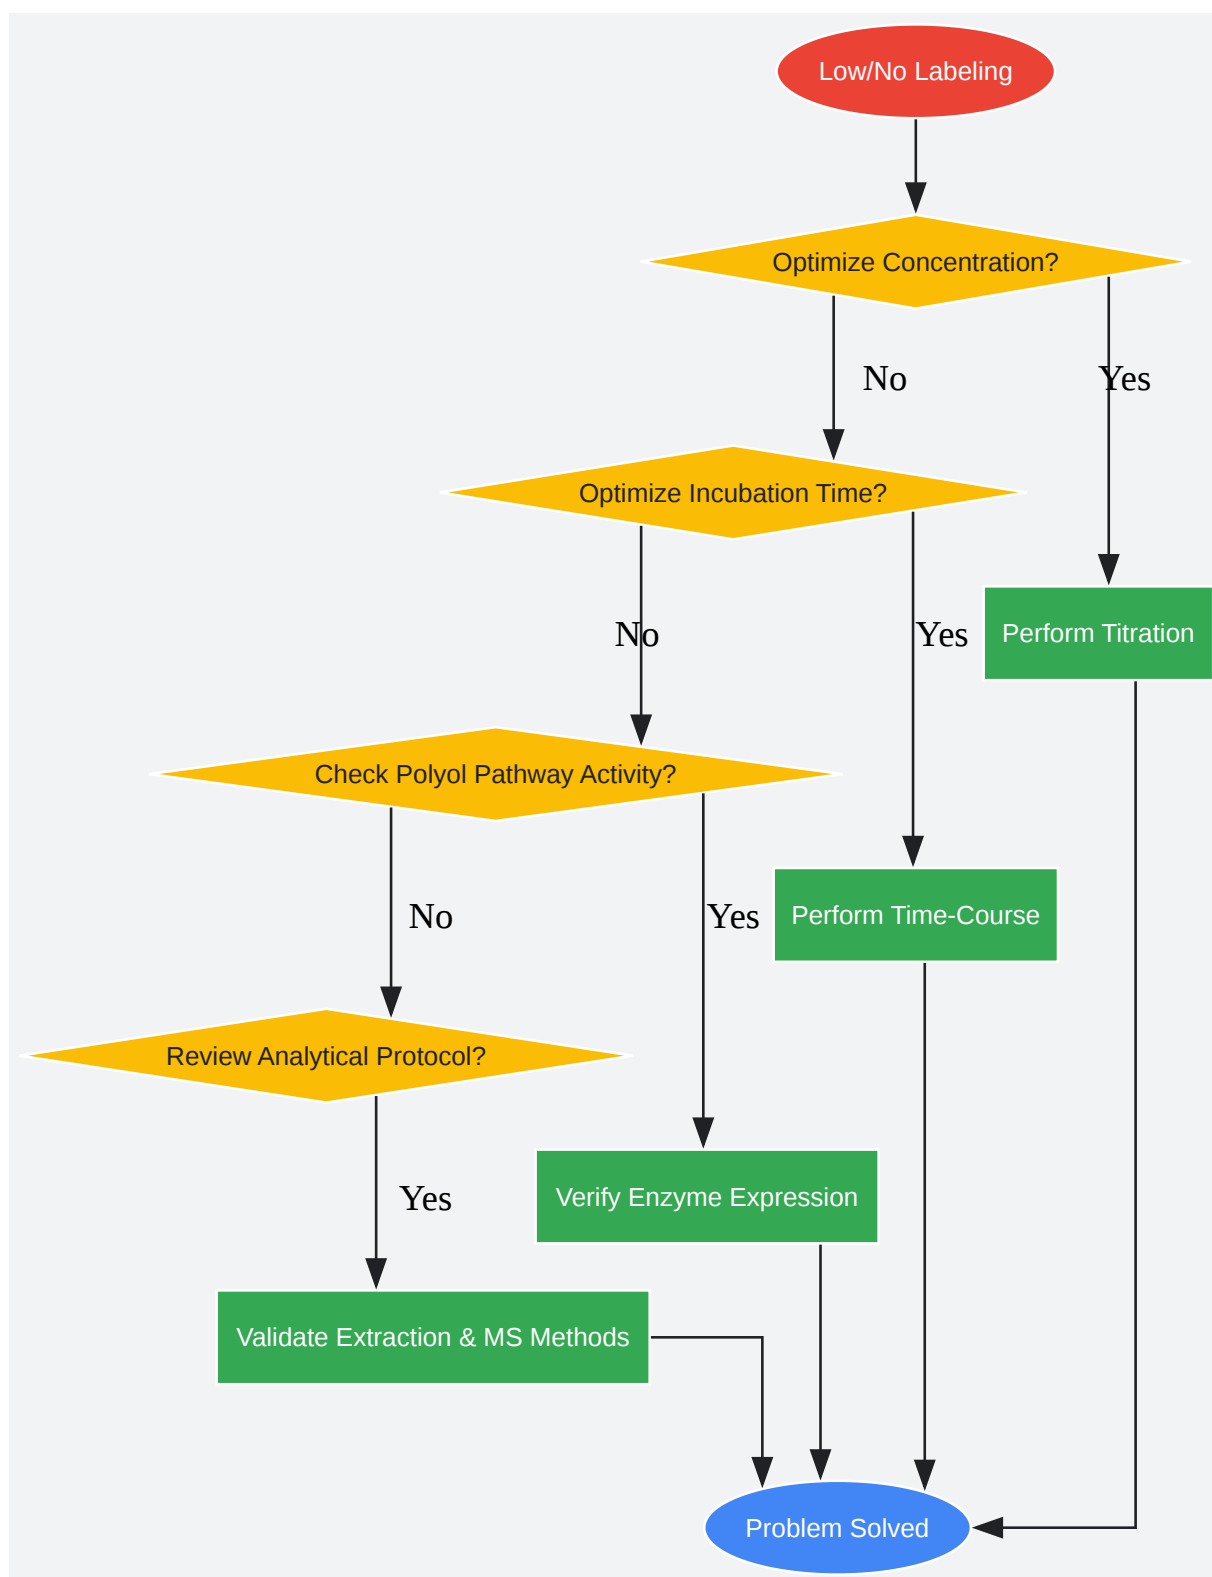 Low/No Labeling
Optimize Concentration?
No
Yes
Optimize Incubation Time?
No
Yes
Perform Titration
Check Polyol Pathway Activity?
No
Yes
Perform Time-Course
Review Analytical Protocol?
Yes
Verify Enzyme Expression
Validate Extraction & MS Methods
Problem Solved